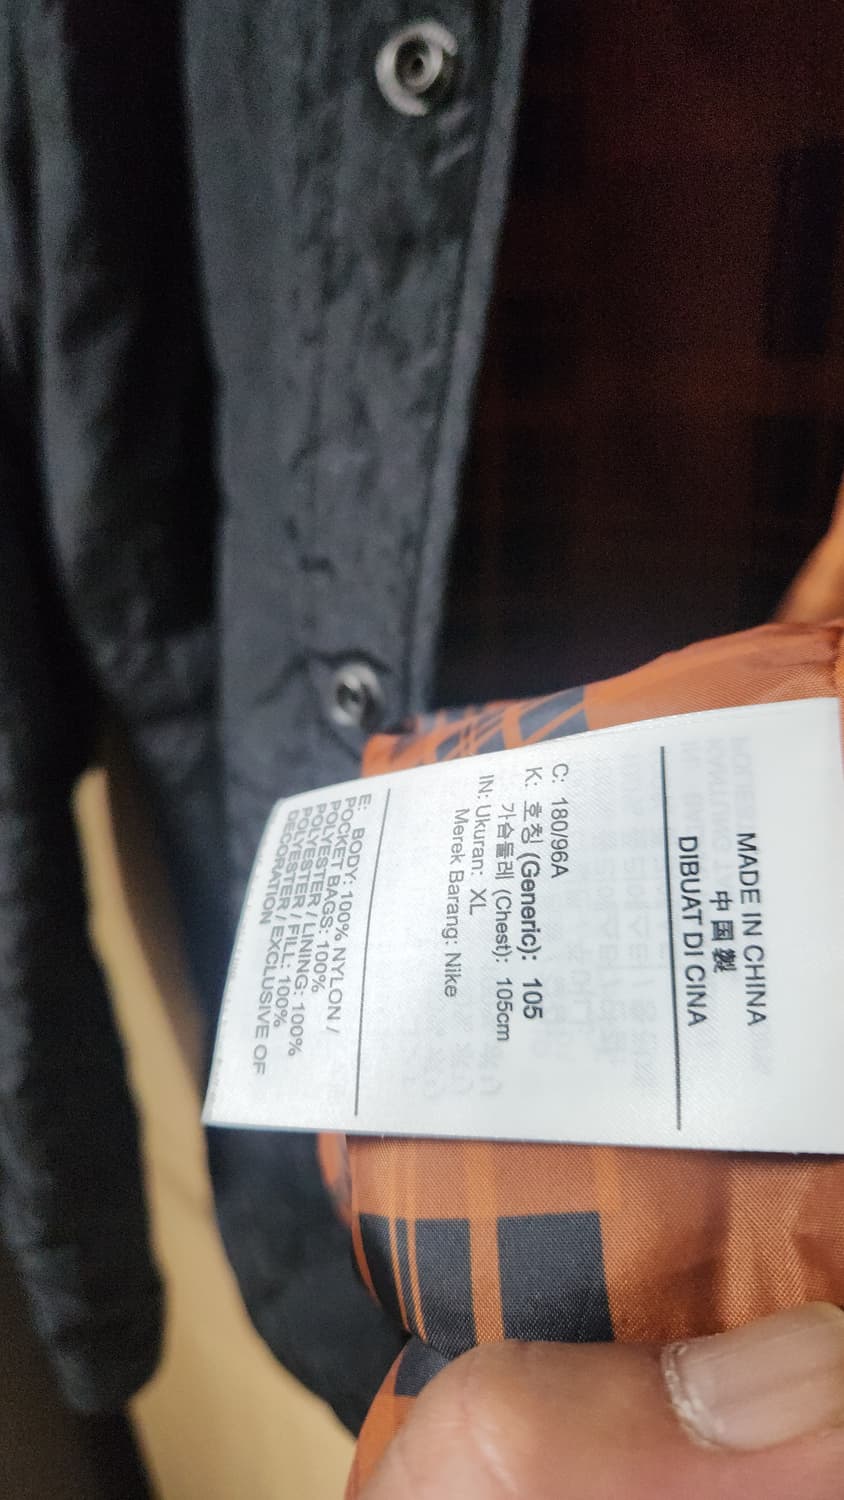 MADE IN CHINA
中国製
DIBUAT DI CINA
C: 180/96A
K: 호칭 (Generic): 105
가슴둘레 (Chest): 105cm
IN: Ukuran: XL
Merek Barang: Nike
E: BODY: 100% NYLON /
POCKET BAGS: 100%
POLYESTER / LINING: 100%
POLYESTER / FILL: 100%
POLYESTER / EXCLUSIVE OF
DECORATION